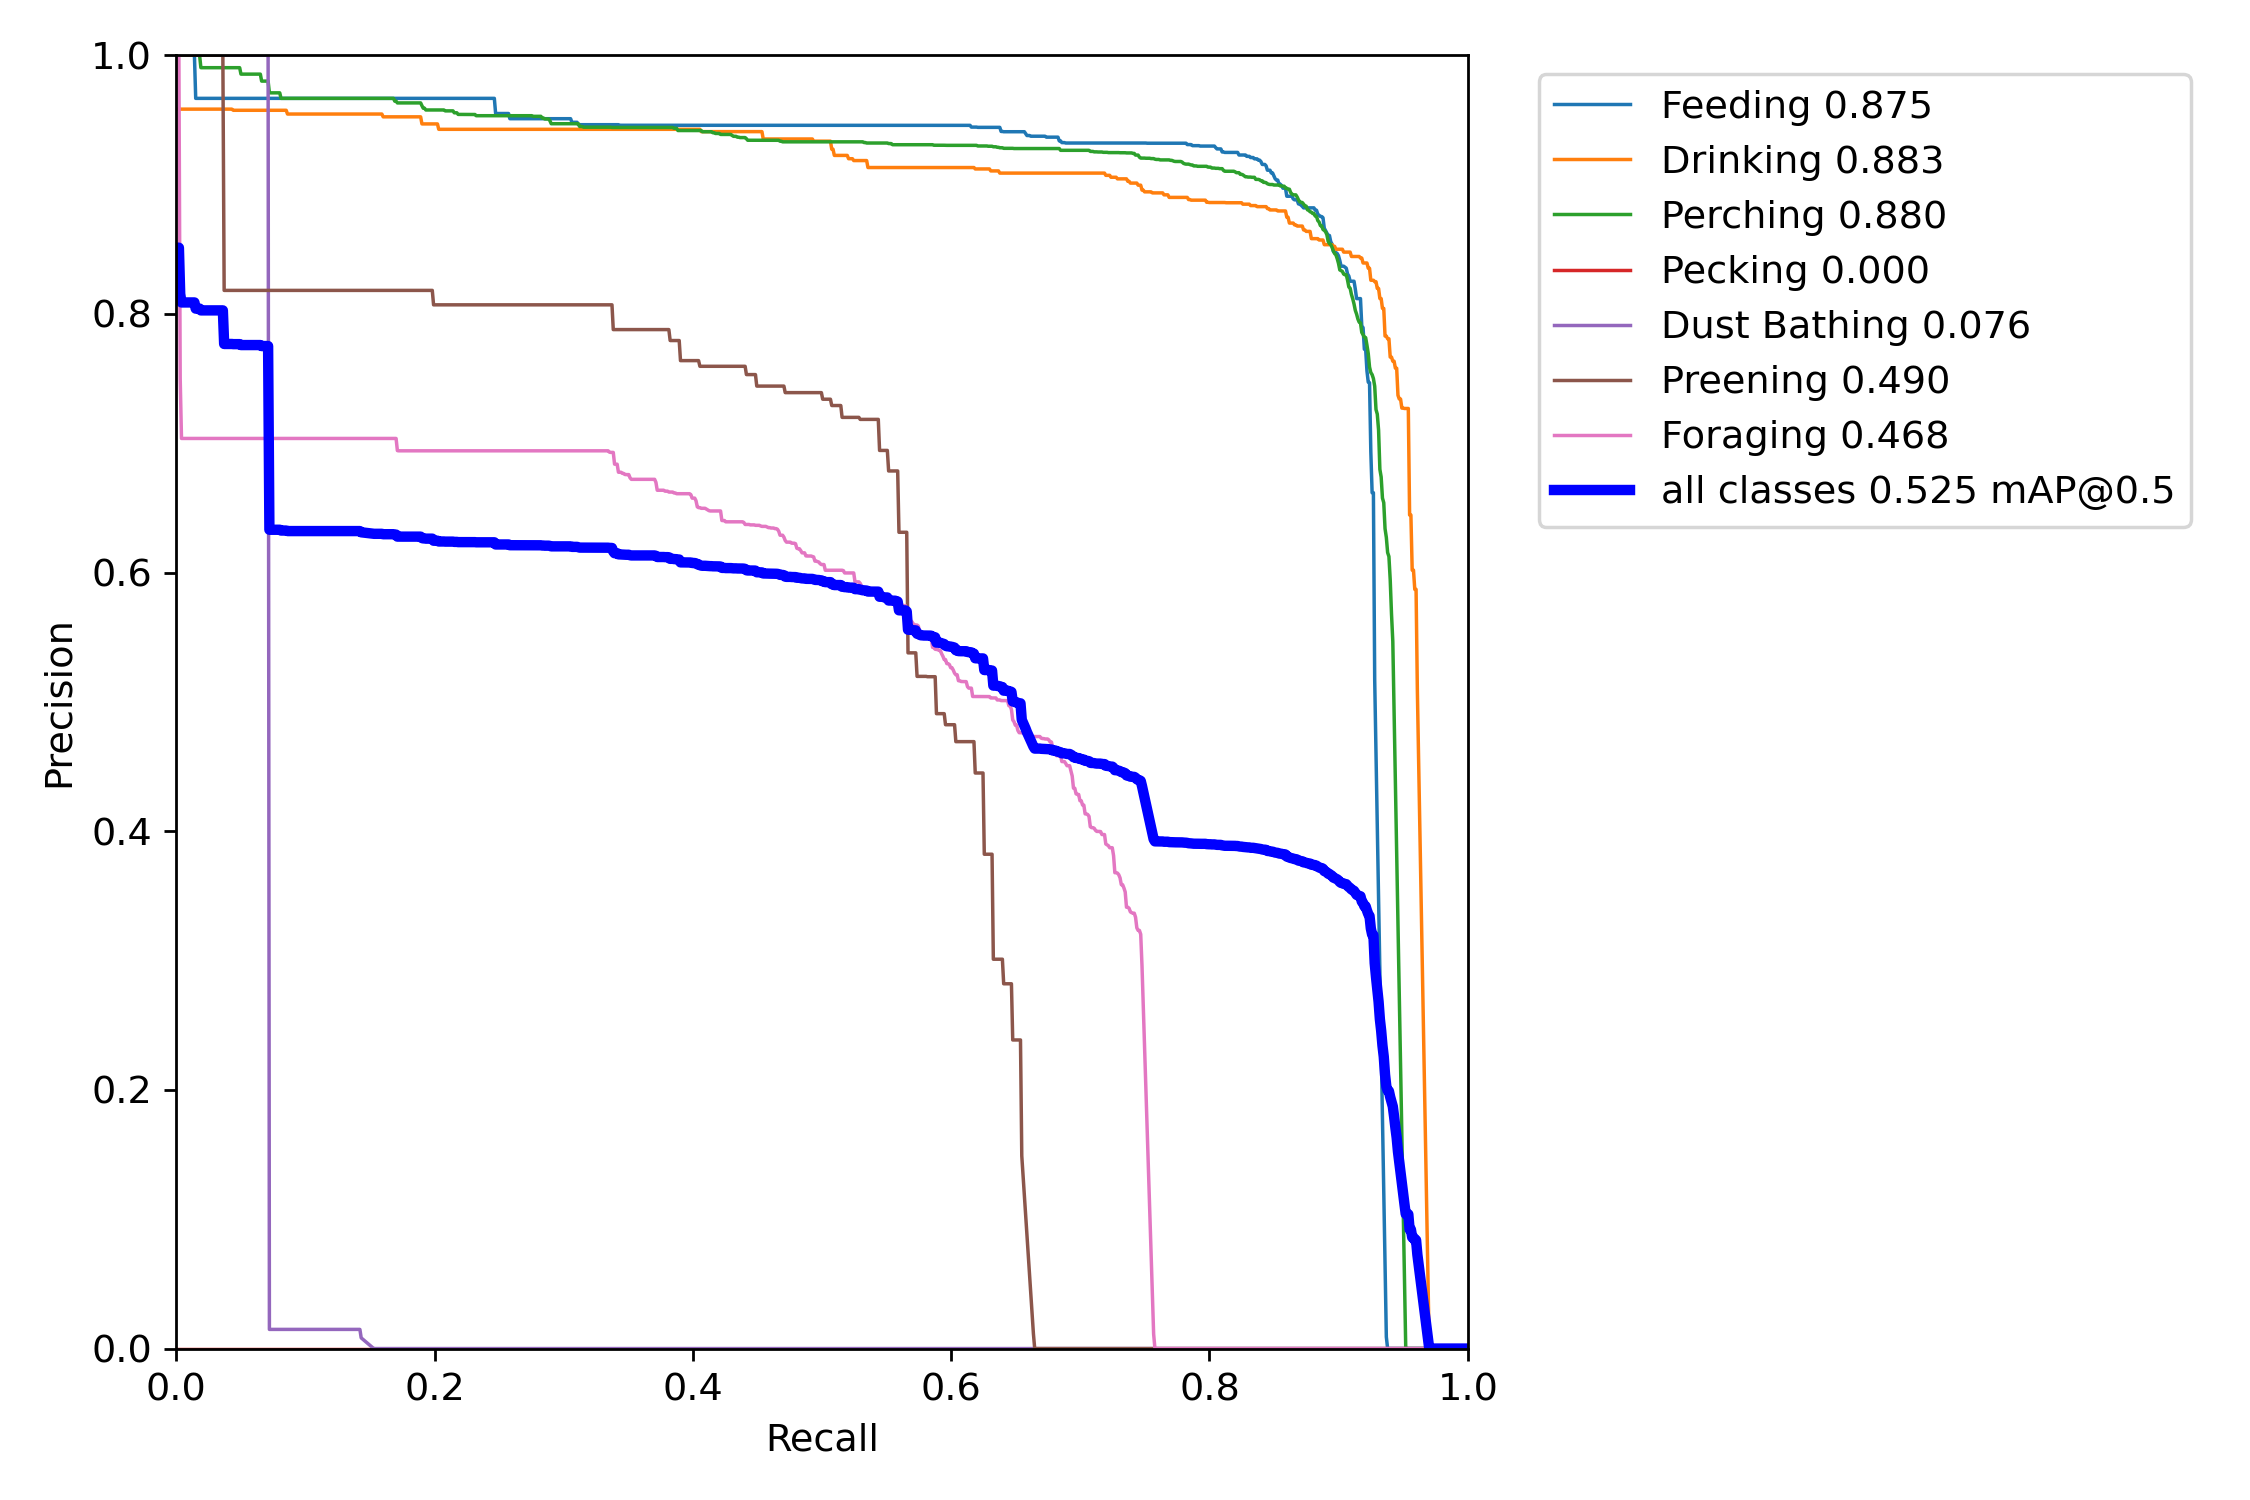 1.0
0.8
0.6
0.4
0.2
0.0
Precision
0.0 0.2 0.4 0.6 0.8 1.0
Recall
Feeding 0.875
Drinking 0.883
Perching 0.880
Pecking 0.000
Dust Bathing 0.076
Preening 0.490
Foraging 0.468
all classes 0.525 mAP@0.5